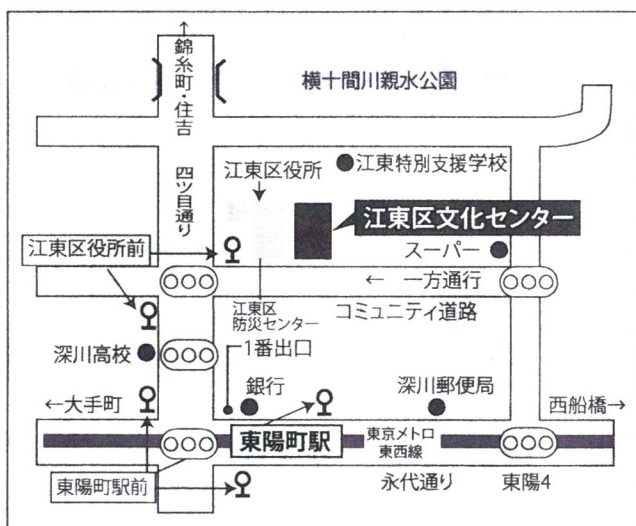 ↑
錦糸町・住吉
横十間川親水公園
四ツ目通り
江東区役所
江東特別支援学校
江東区文化センター
江東区役所前
スーパー
← 一方通行
江東区
防災センター
コミュニティ道路
深川高校
1番出口
←大手町
銀行
深川郵便局
西船橋→
東陽町駅
東京メトロ
東西線
東陽町駅前
永代通り
東陽4